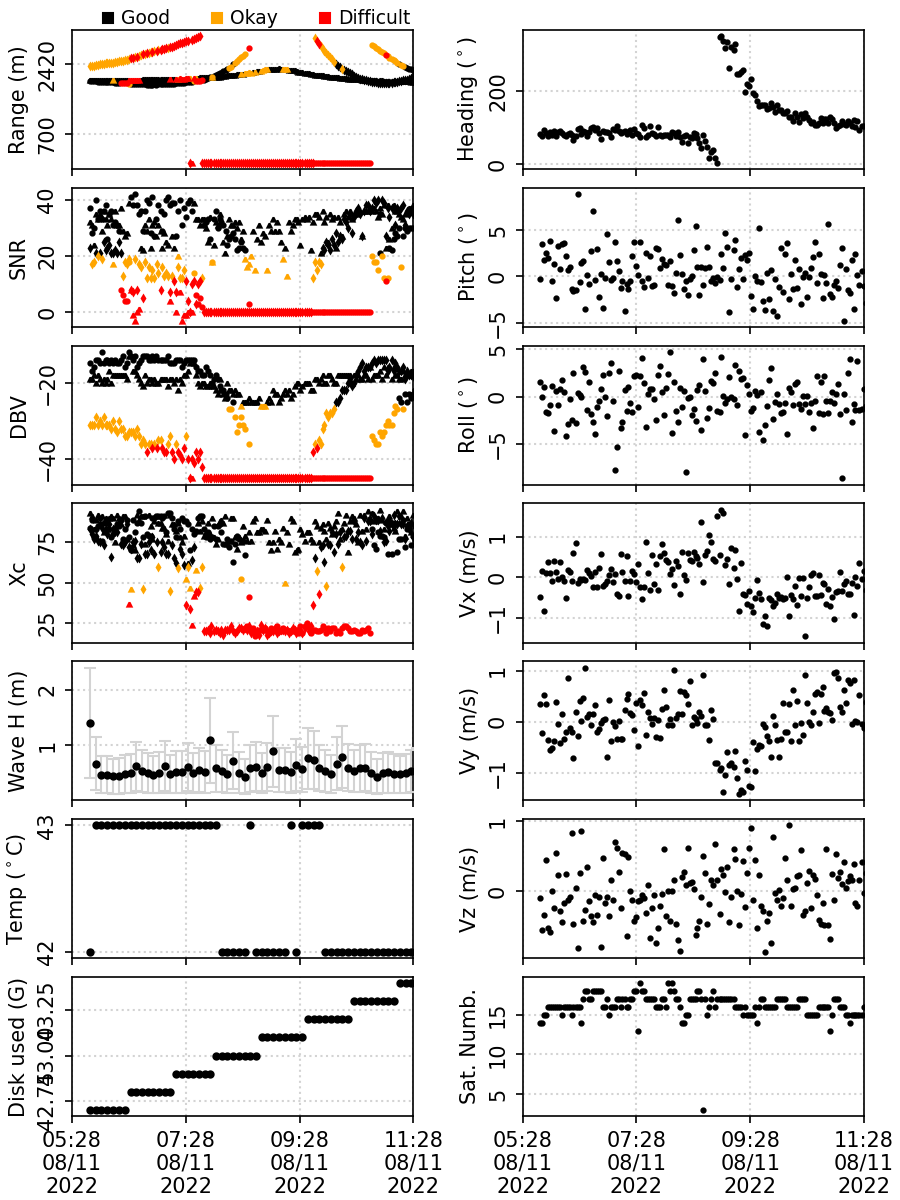 Good Okay Difficult
Range (m)
2420
700
Heading (°)
200
0
SNR
40
20
0
Pitch (°)
5
0
−5
DBV
−20
−40
Roll (°)
5
0
−5
Xc
75
50
25
Vx (m/s)
1
0
−1
Wave H (m)
2
1
Vy (m/s)
1
0
−1
Temp (°C)
43
42
Vz (m/s)
1
0
Disk used (G)
43.25
43.00
42.75
Sat. Numb.
15
10
5
05:28 07:28 09:28 11:28
08/11 08/11 08/11 08/11
2022 2022 2022 2022
05:28 07:28 09:28 11:28
08/11 08/11 08/11 08/11
2022 2022 2022 2022